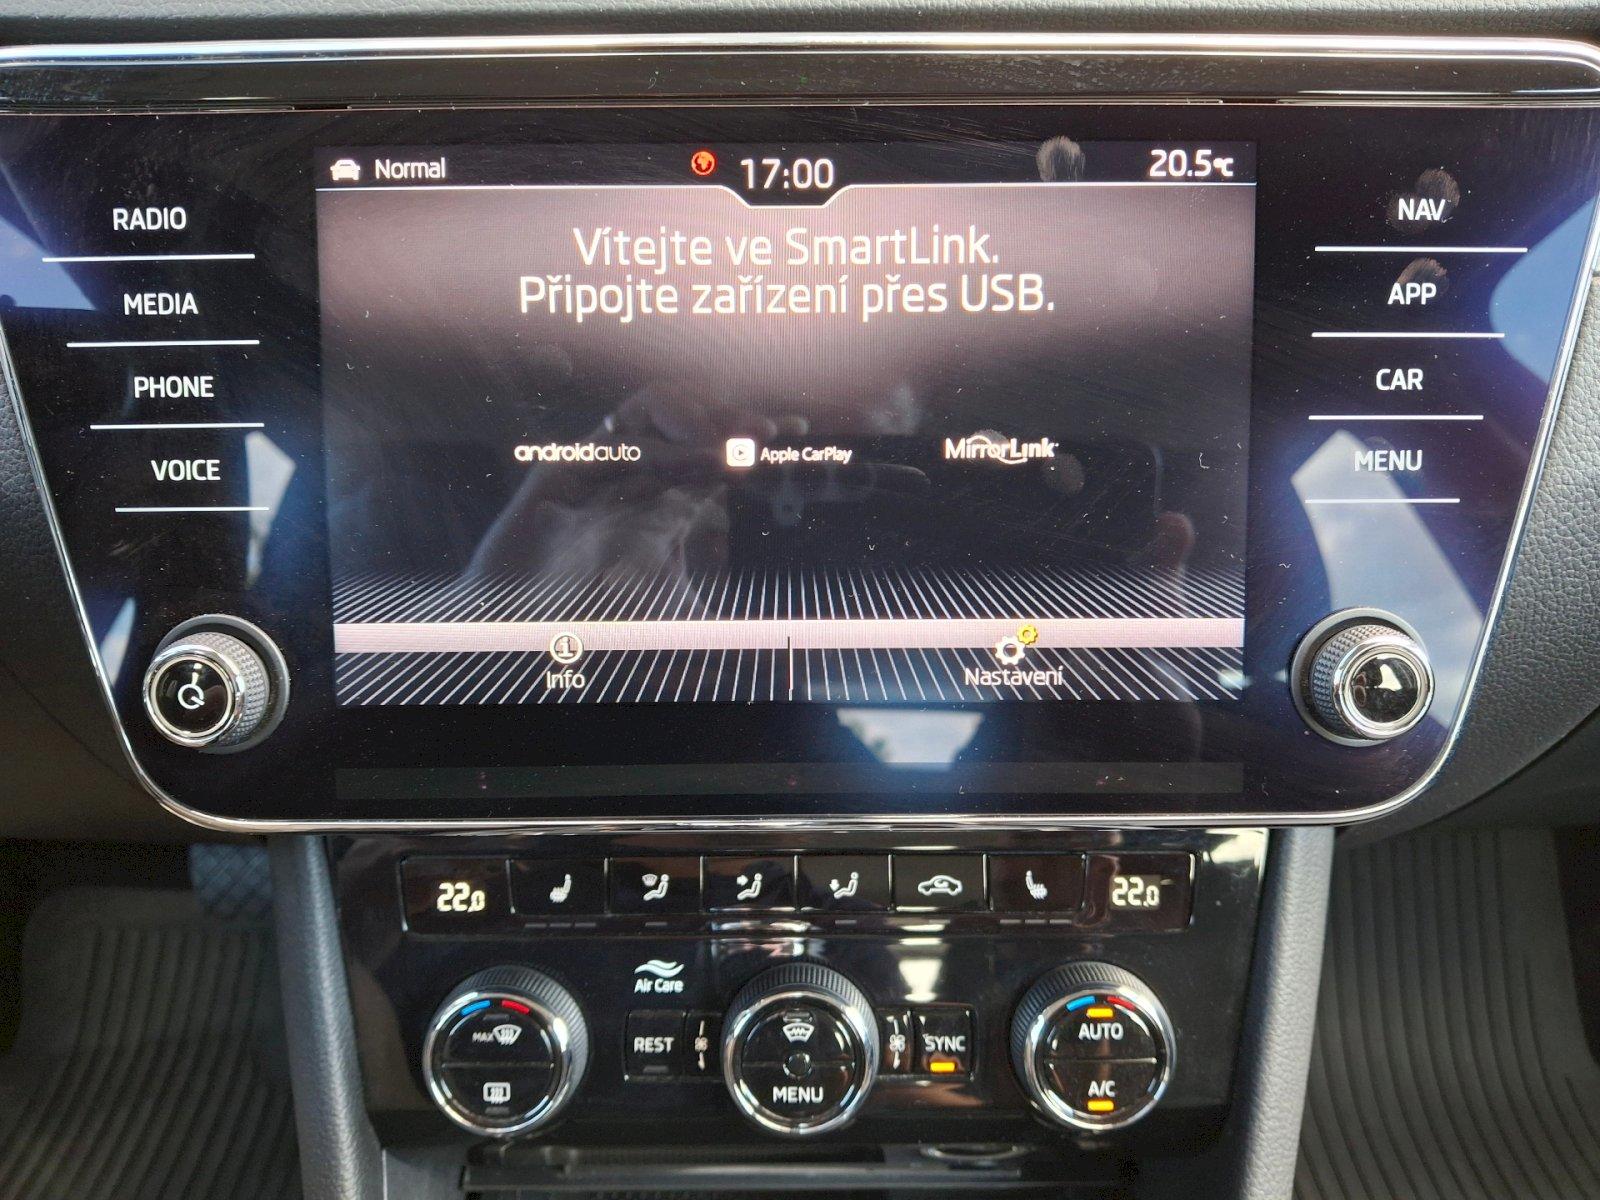 Normal
17:00
20.5°C
RADIO
MEDIA
PHONE
VOICE
Vítejte ve SmartLink.
Připojte zařízení přes USB.
androidauto
Apple CarPlay
MirrorLink
Info
Nastavení
NAV
APP
CAR
MENU
22.0
22.0
Air Care
MAX
REST
MENU
SYNC
AUTO
A/C